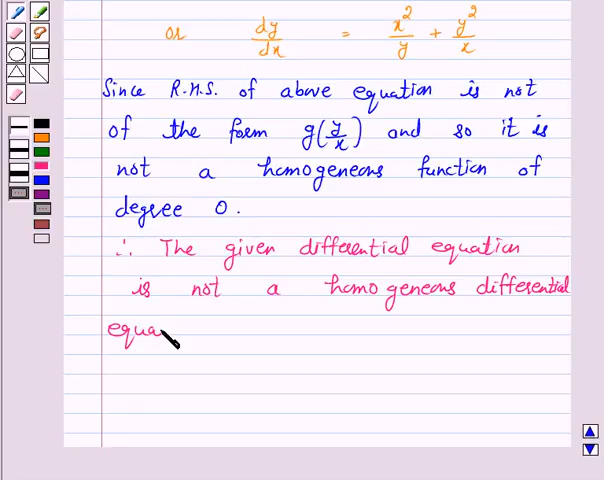 or dy/dx = x²/y + y²/x
Since R.H.S. of above equation is not
of the form g(y/x) and so it is
not a homogeneous function of
degree 0.
∴ The given differential equation
is not a homogeneous differential
equa